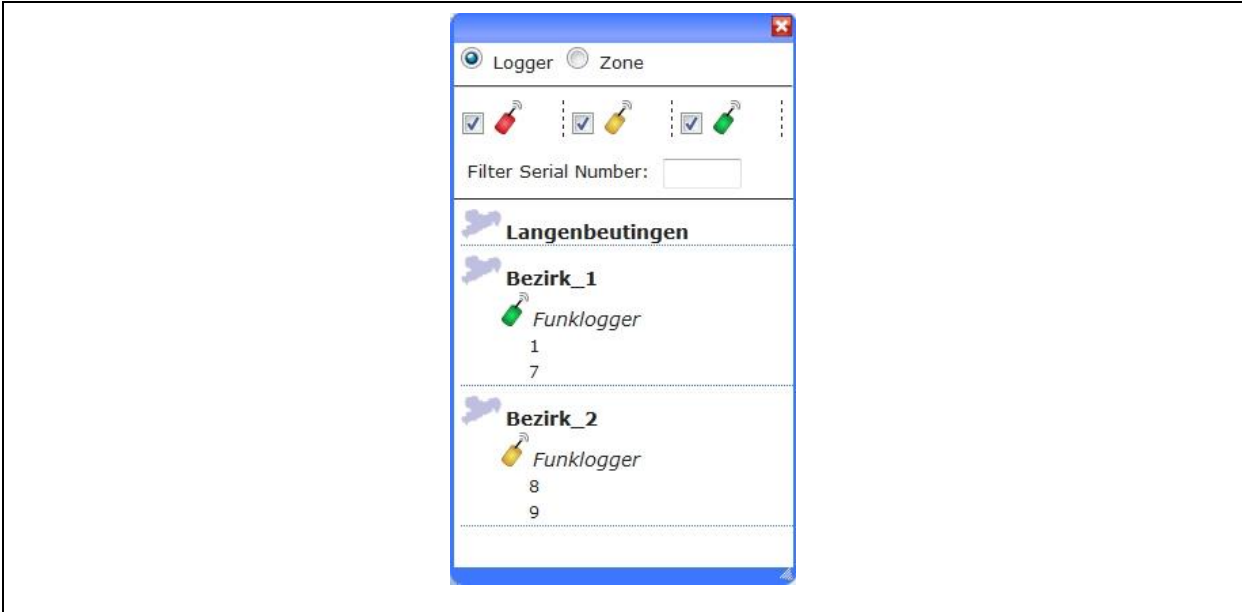 Logger Zone
Filter Serial Number:
Langenbeutingen
Bezirk_1
Funklogger
1
7
Bezirk_2
Funklogger
8
9